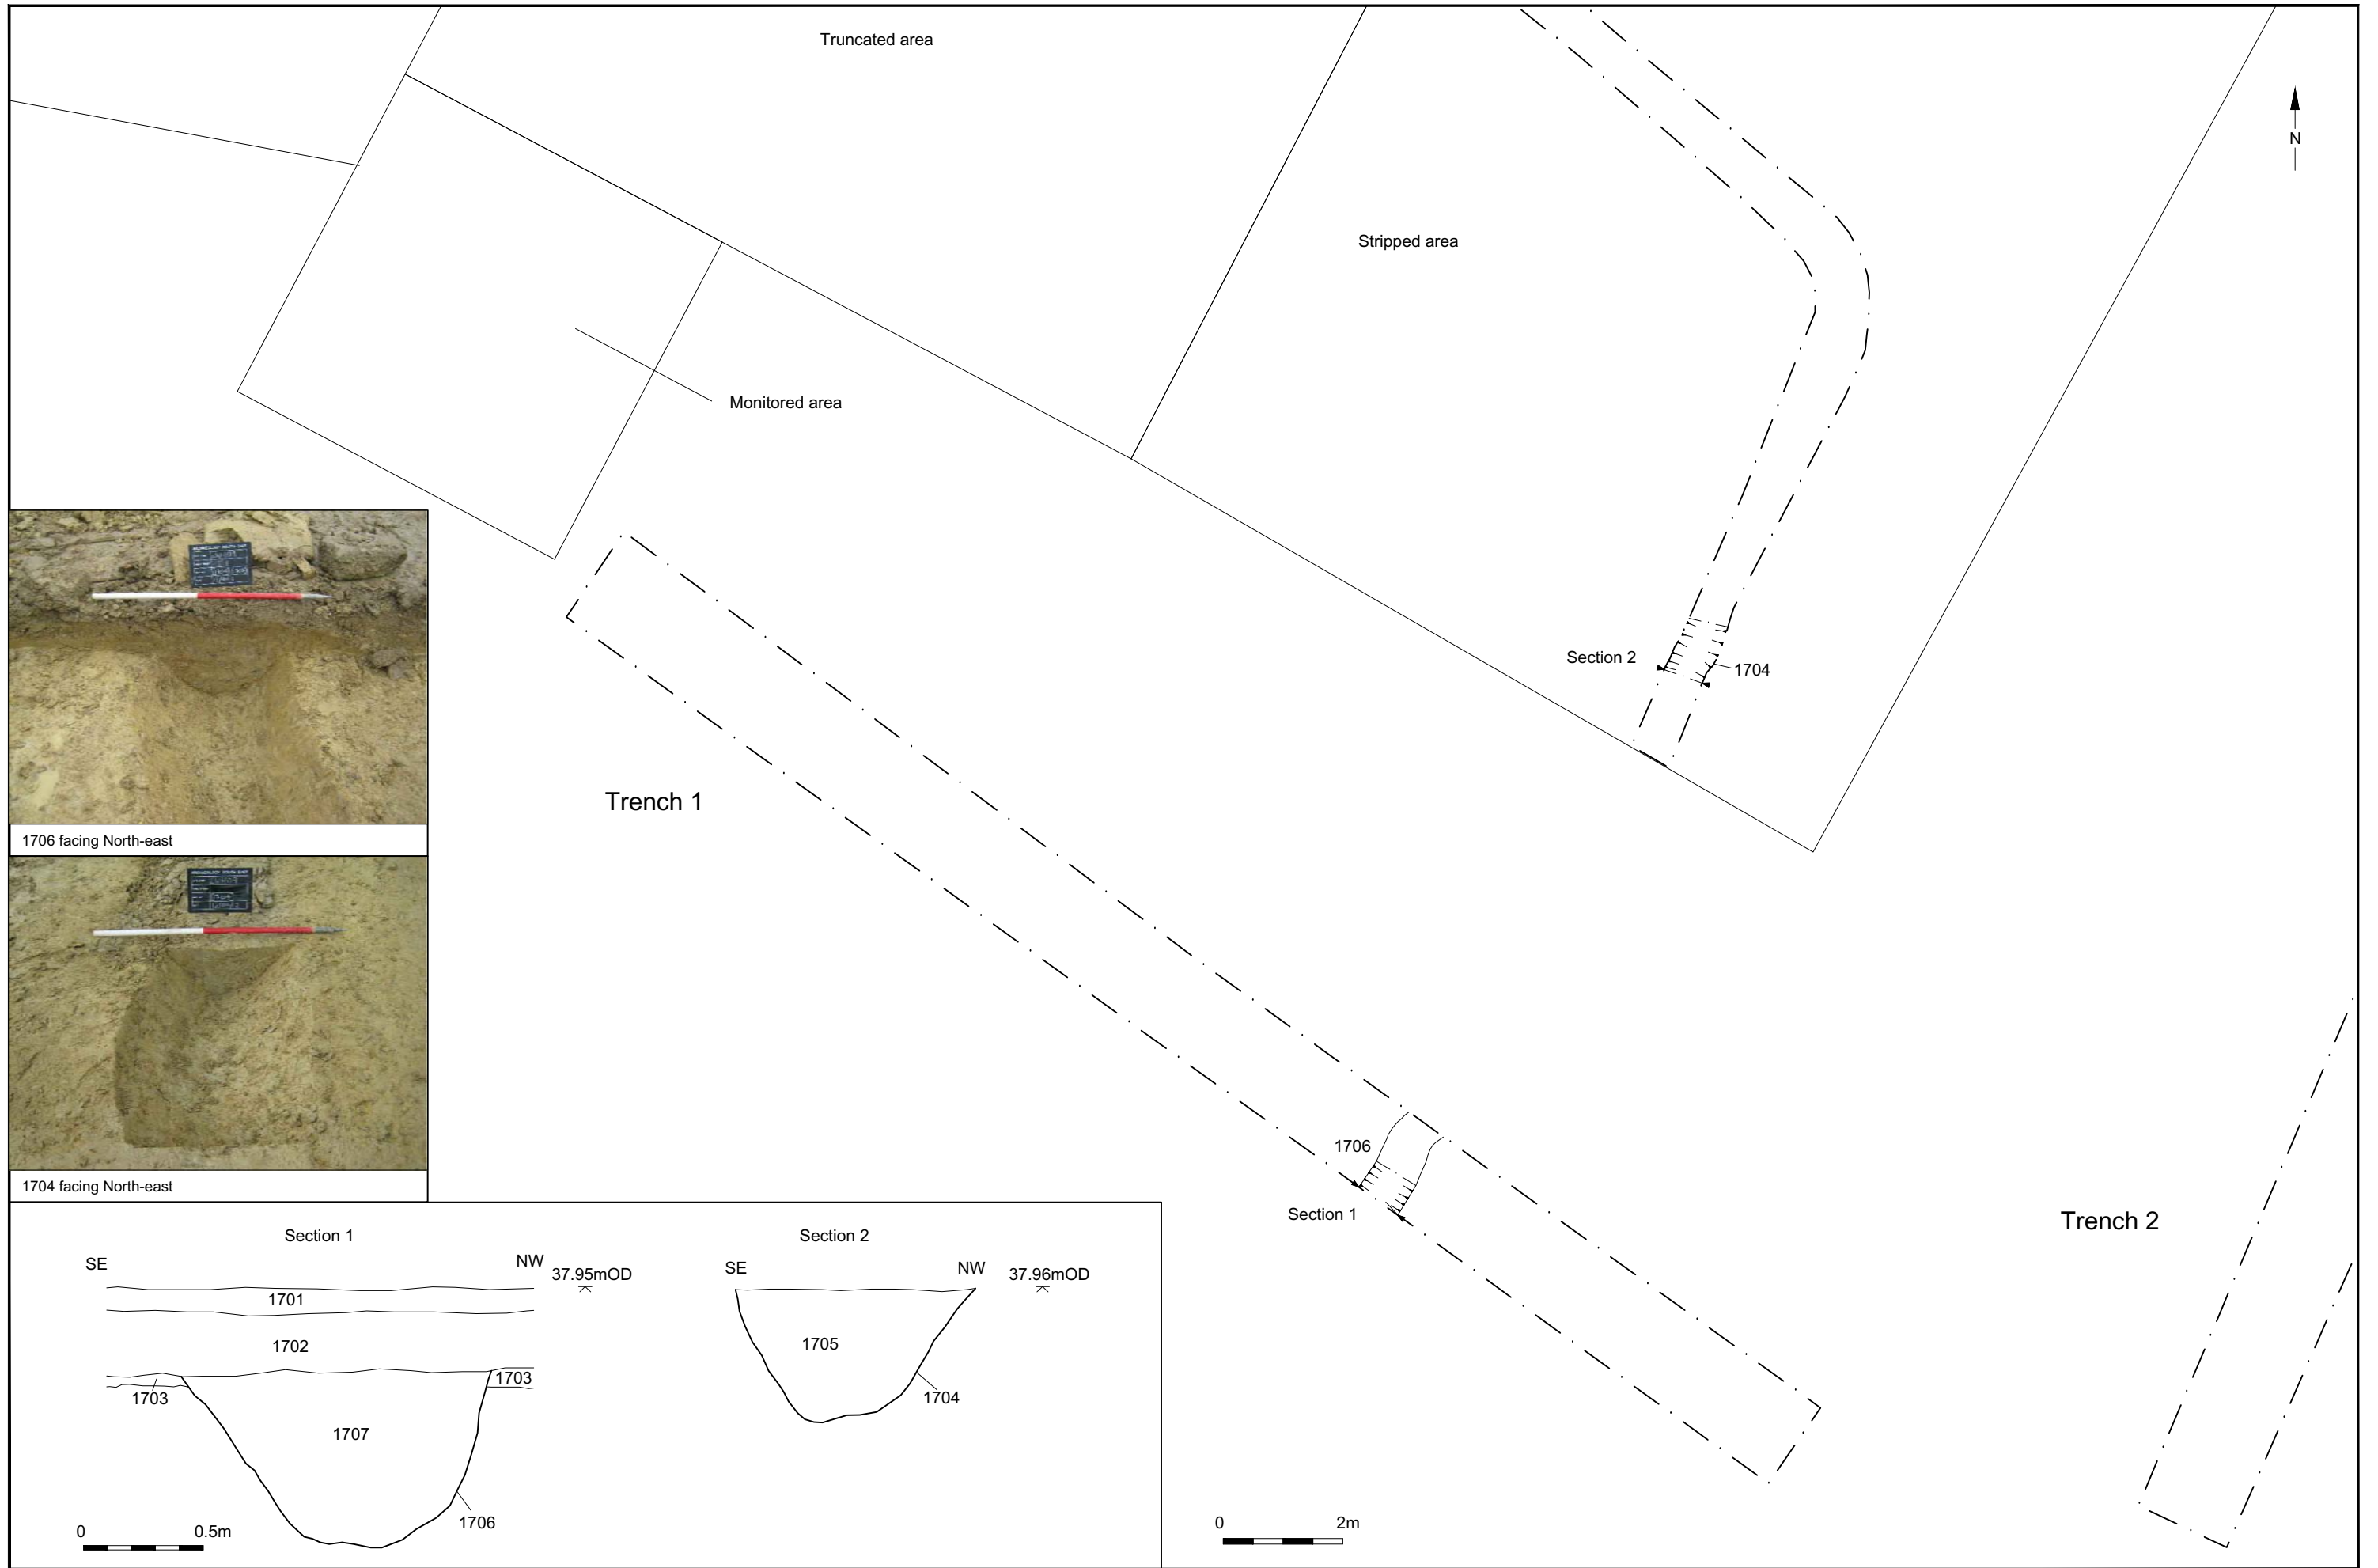 Truncated area
N
Stripped area
Monitored area
Section 2
1704
Trench 1
1706 facing North-east
1704 facing North-east
1706
Section 1
Trench 2
Section 1
SE
NW
37.95mOD
1701
1702
1703
1703
1707
1706
0 0.5m
Section 2
SE
NW
37.96mOD
1705
1704
0 2m